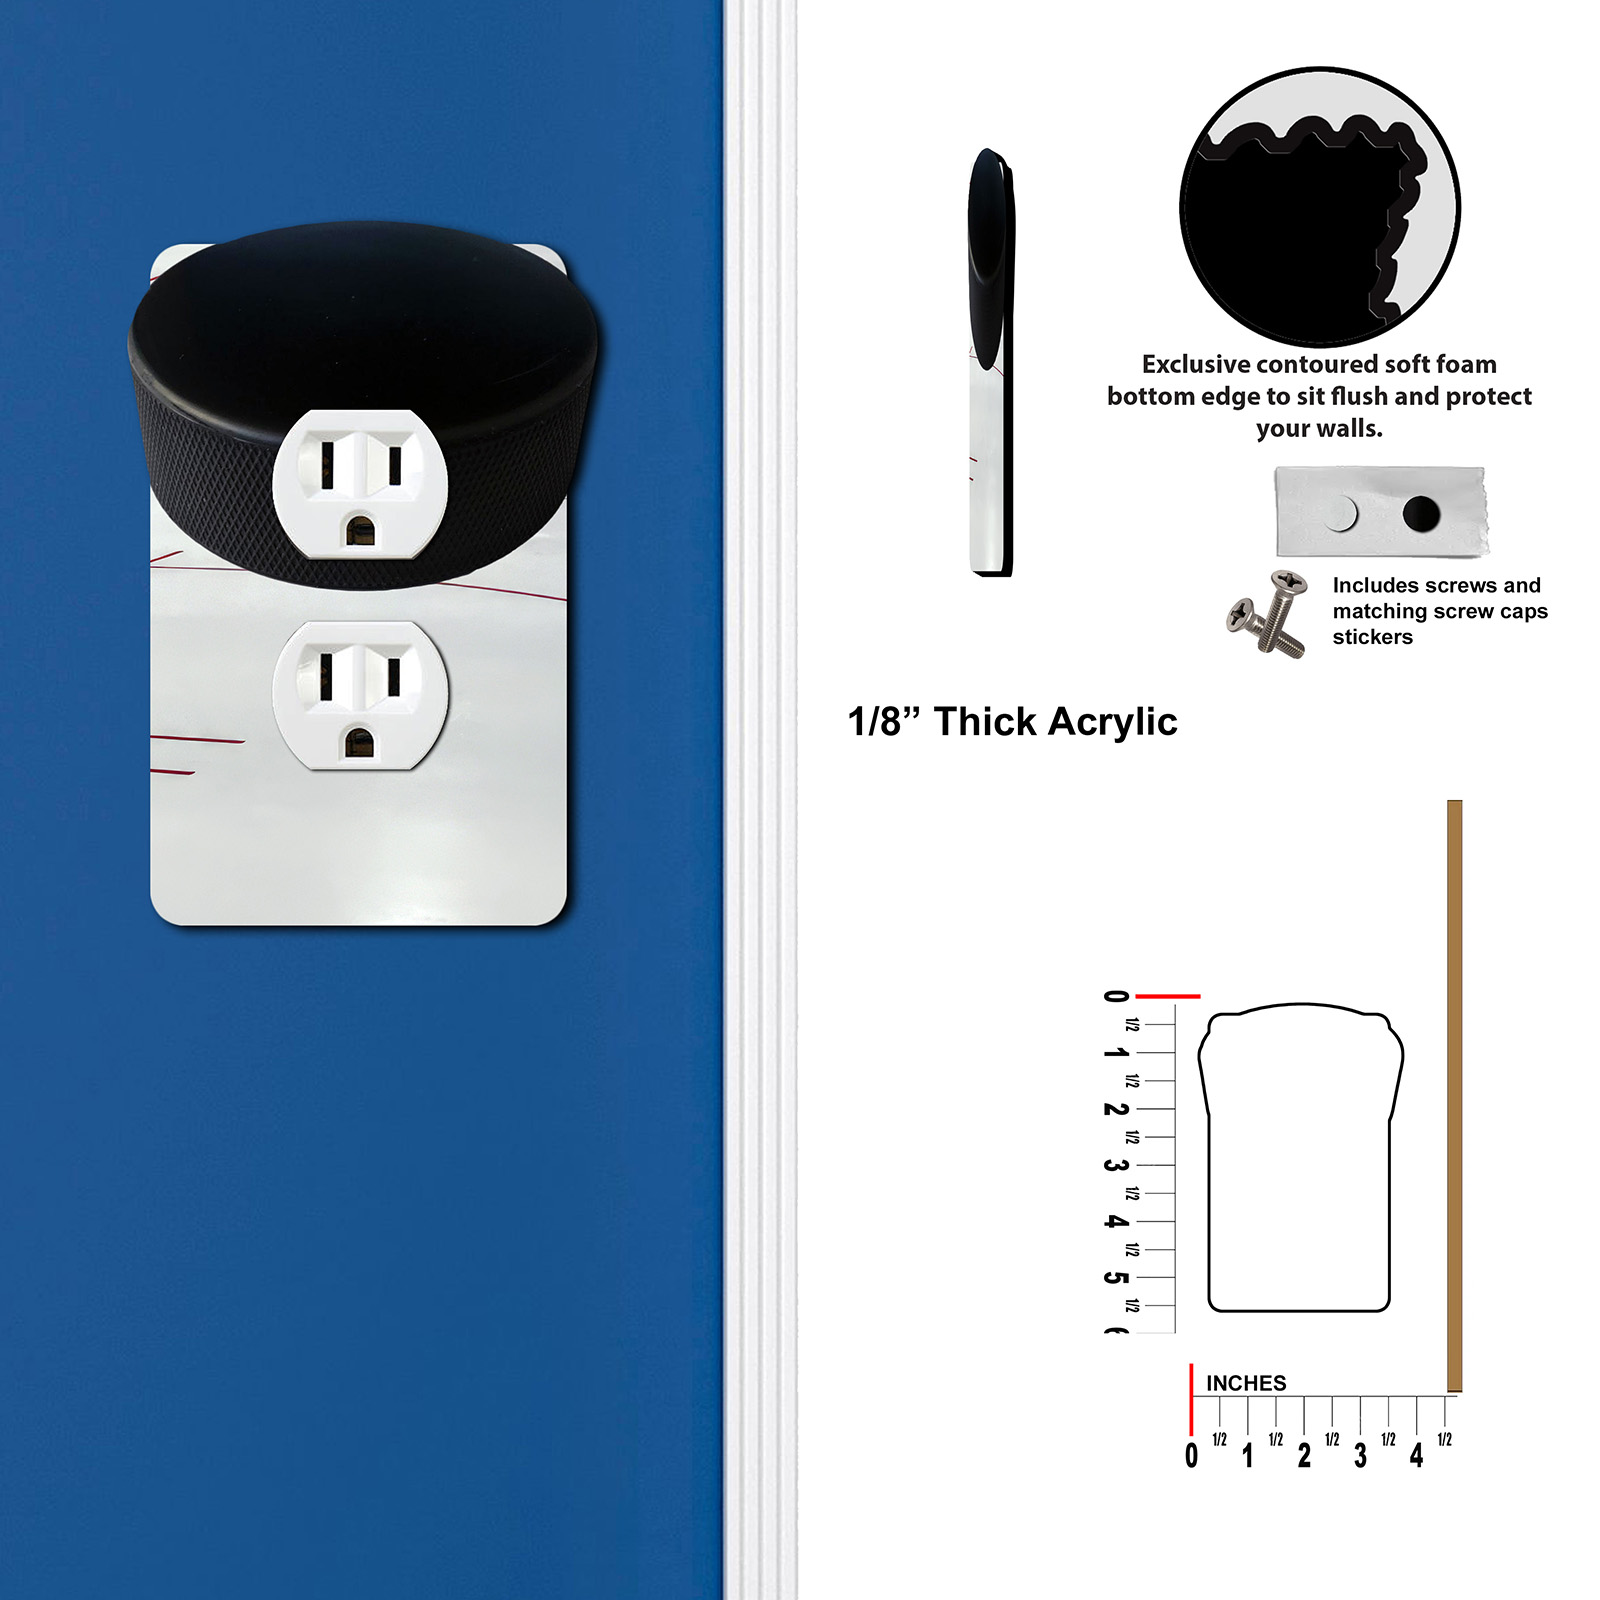 Exclusive contoured soft foam
bottom edge to sit flush and protect
your walls.
Includes screws and
matching screw caps
stickers
1/8” Thick Acrylic
0
1/2
1
1/2
2
1/2
3
1/2
4
1/2
5
1/2
INCHES
0 1/2 1 1/2 2 1/2 3 1/2 4 1/2